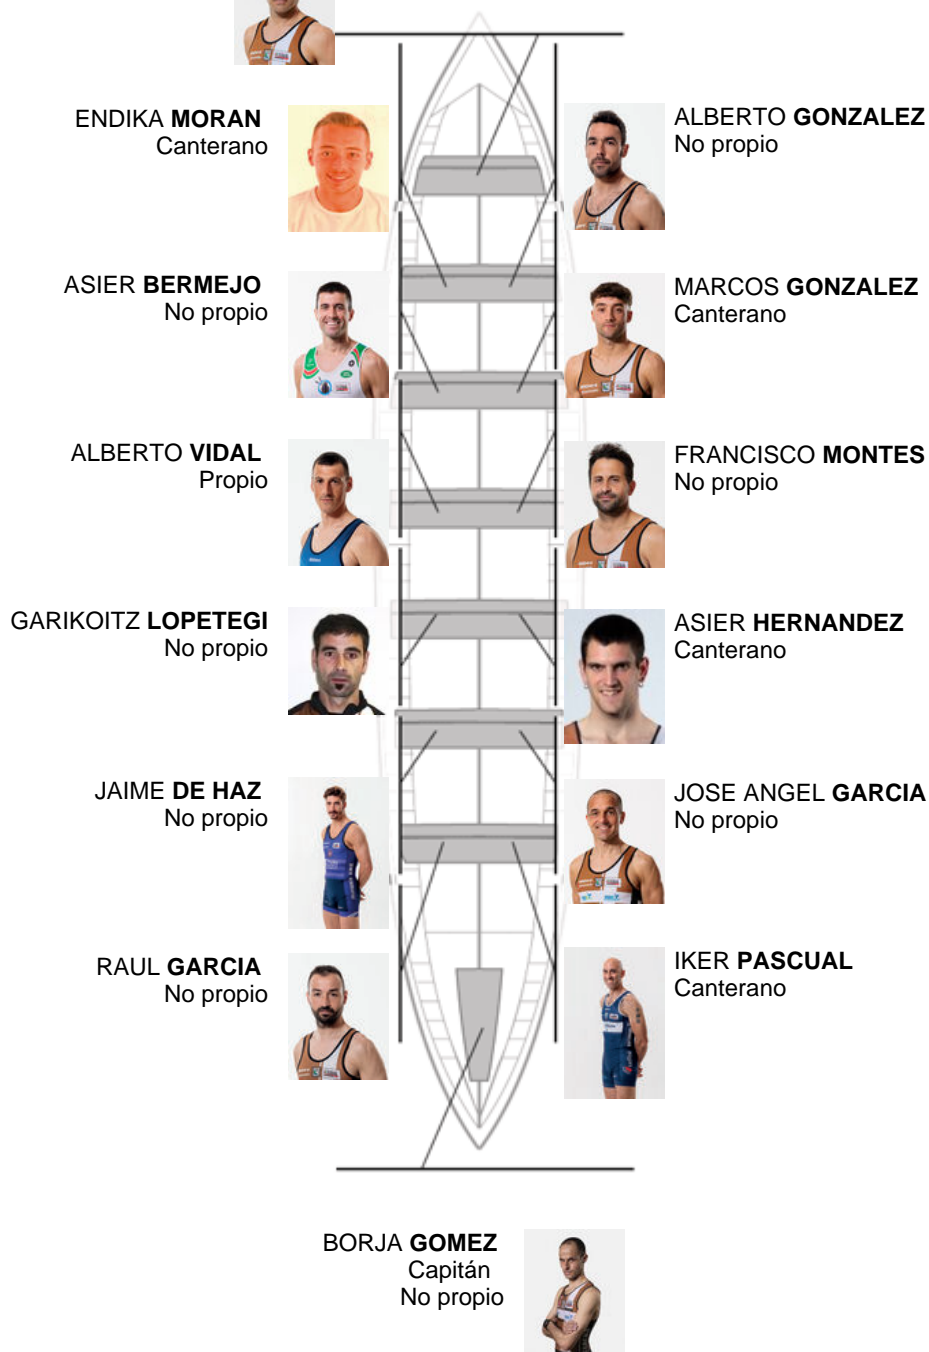 ENDIKA MORAN
Canterano
ALBERTO GONZALEZ
No propio
ASIER BERMEJO
No propio
MARCOS GONZALEZ
Canterano
ALBERTO VIDAL
Propio
FRANCISCO MONTES
No propio
GARIKOITZ LOPETEGI
No propio
ASIER HERNANDEZ
Canterano
JAIME DE HAZ
No propio
JOSE ANGEL GARCIA
No propio
RAUL GARCIA
No propio
IKER PASCUAL
Canterano
BORJA GOMEZ
Capitán
No propio